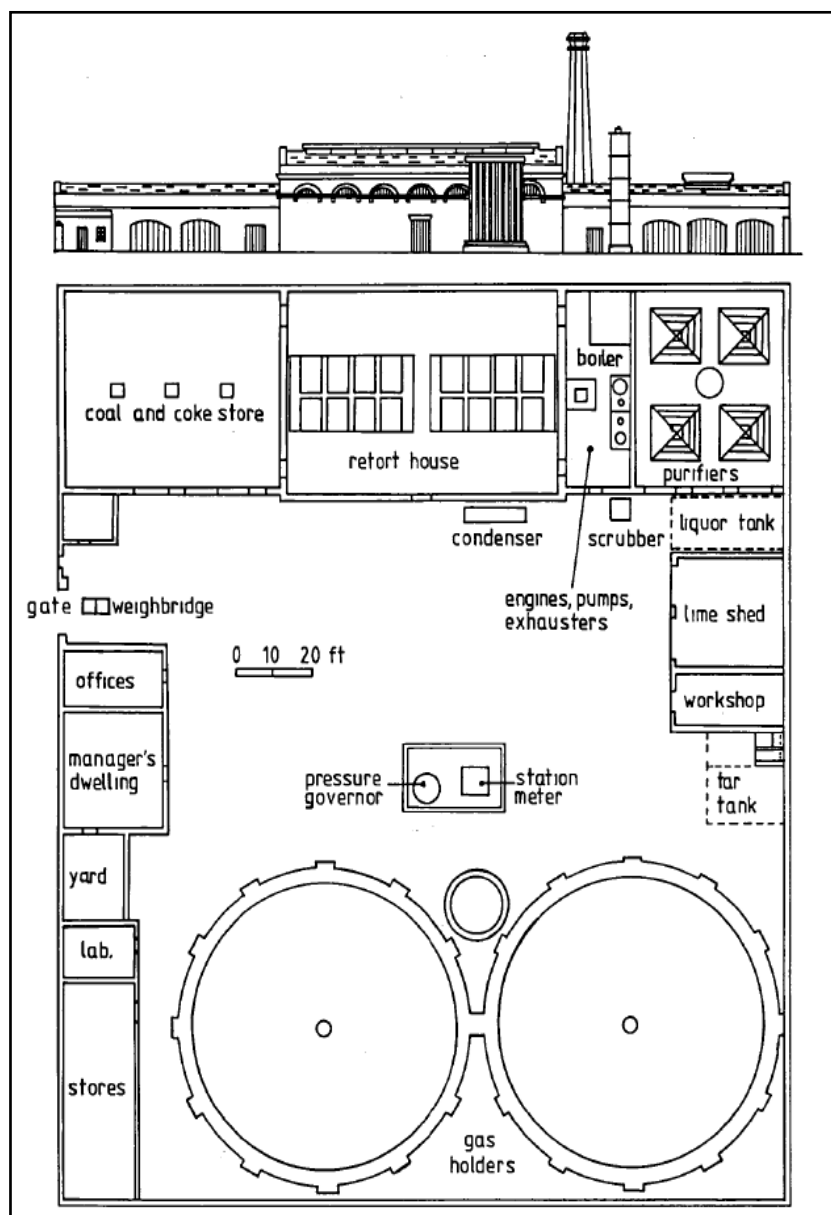 boiler
coal and coke store
retort house
purifiers
condenser
scrubber
liquor tank
gate
weighbridge
engines, pumps,
exhausters
lime shed
0 10 20 ft
offices
workshop
manager's
dwelling
pressure
governor
station
meter
tar
tank
yard
lab.
stores
gas
holders